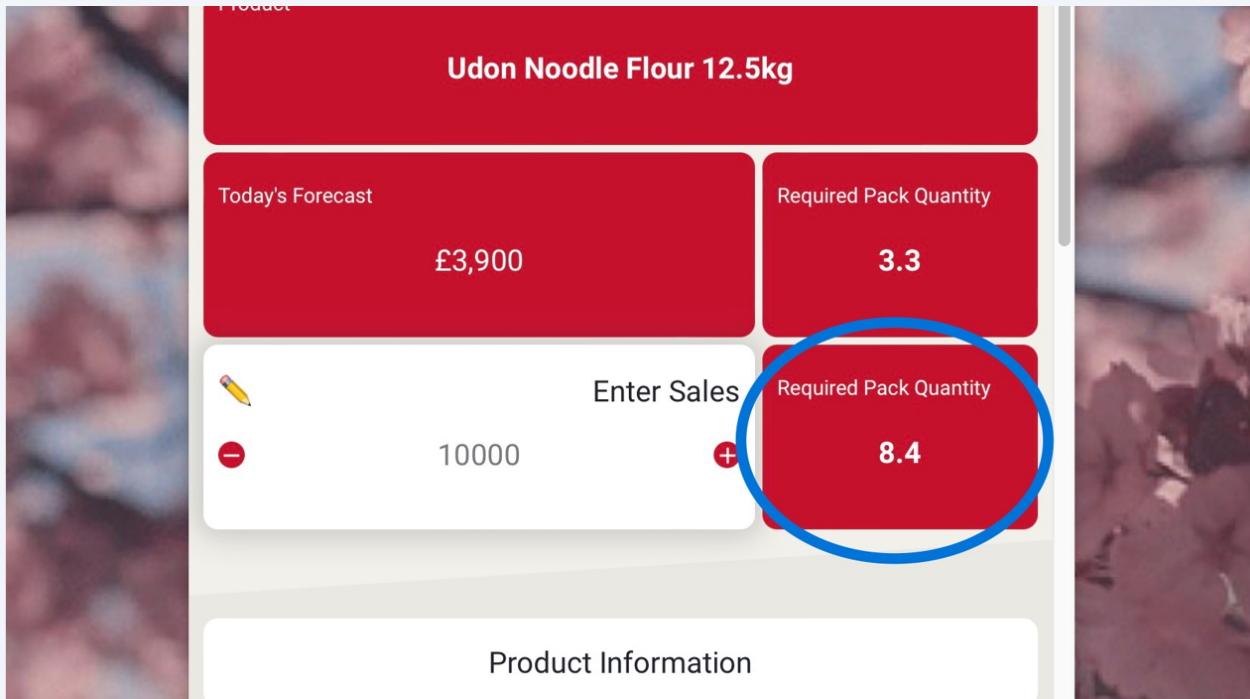 Product
Udon Noodle Flour 12.5kg
Today's Forecast
£3,900
Required Pack Quantity
3.3
Enter Sales
10000
Required Pack Quantity
8.4
Product Information